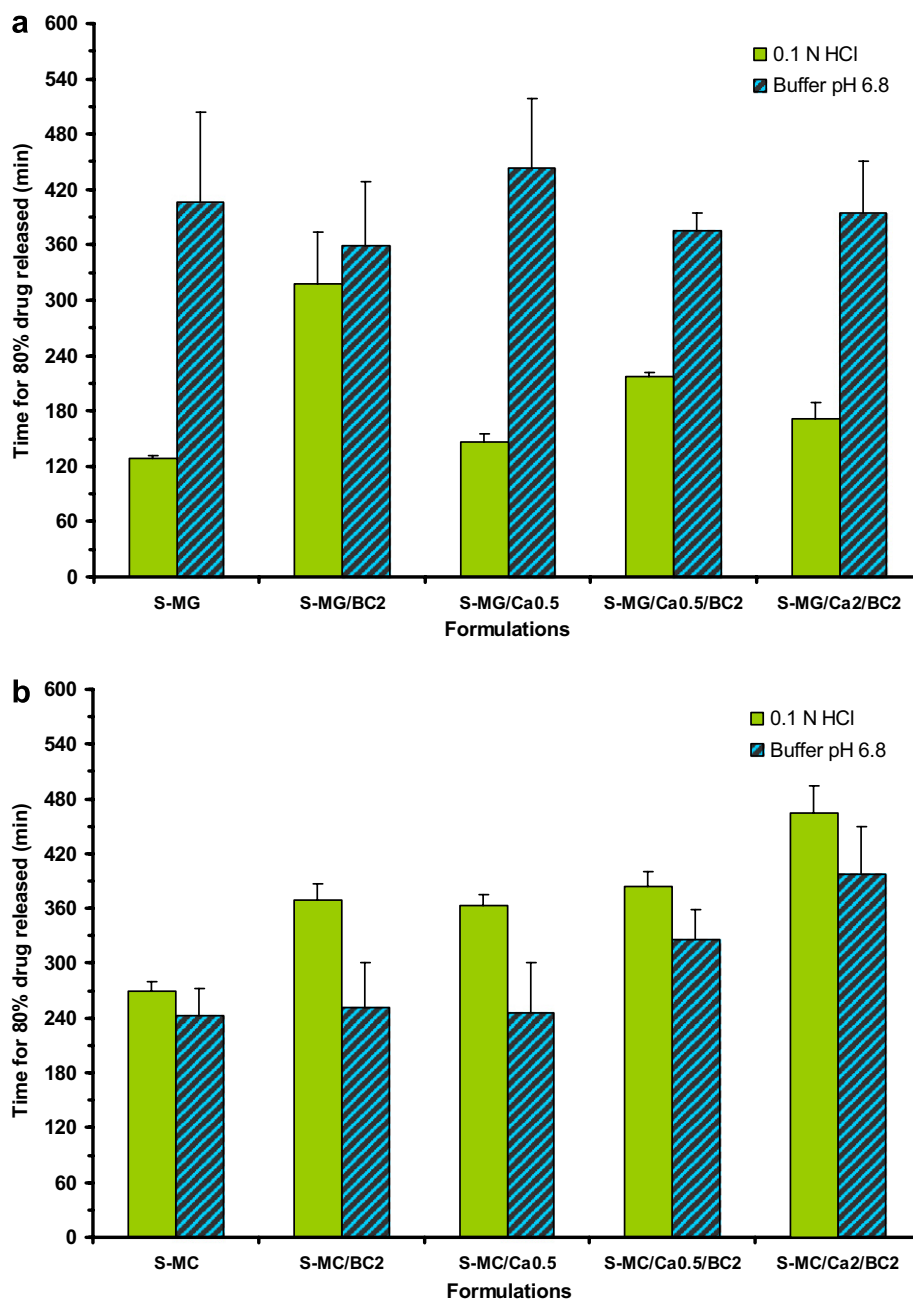 a
Time for 80% drug released (min)
600
540
480
420
360
300
240
180
120
60
0
0.1 N HCl
Buffer pH 6.8
S-MG
S-MG/BC2
S-MG/Ca0.5
S-MG/Ca0.5/BC2
S-MG/Ca2/BC2
Formulations
b
Time for 80% drug released (min)
600
540
480
420
360
300
240
180
120
60
0
0.1 N HCl
Buffer pH 6.8
S-MC
S-MC/BC2
S-MC/Ca0.5
S-MC/Ca0.5/BC2
S-MC/Ca2/BC2
Formulations